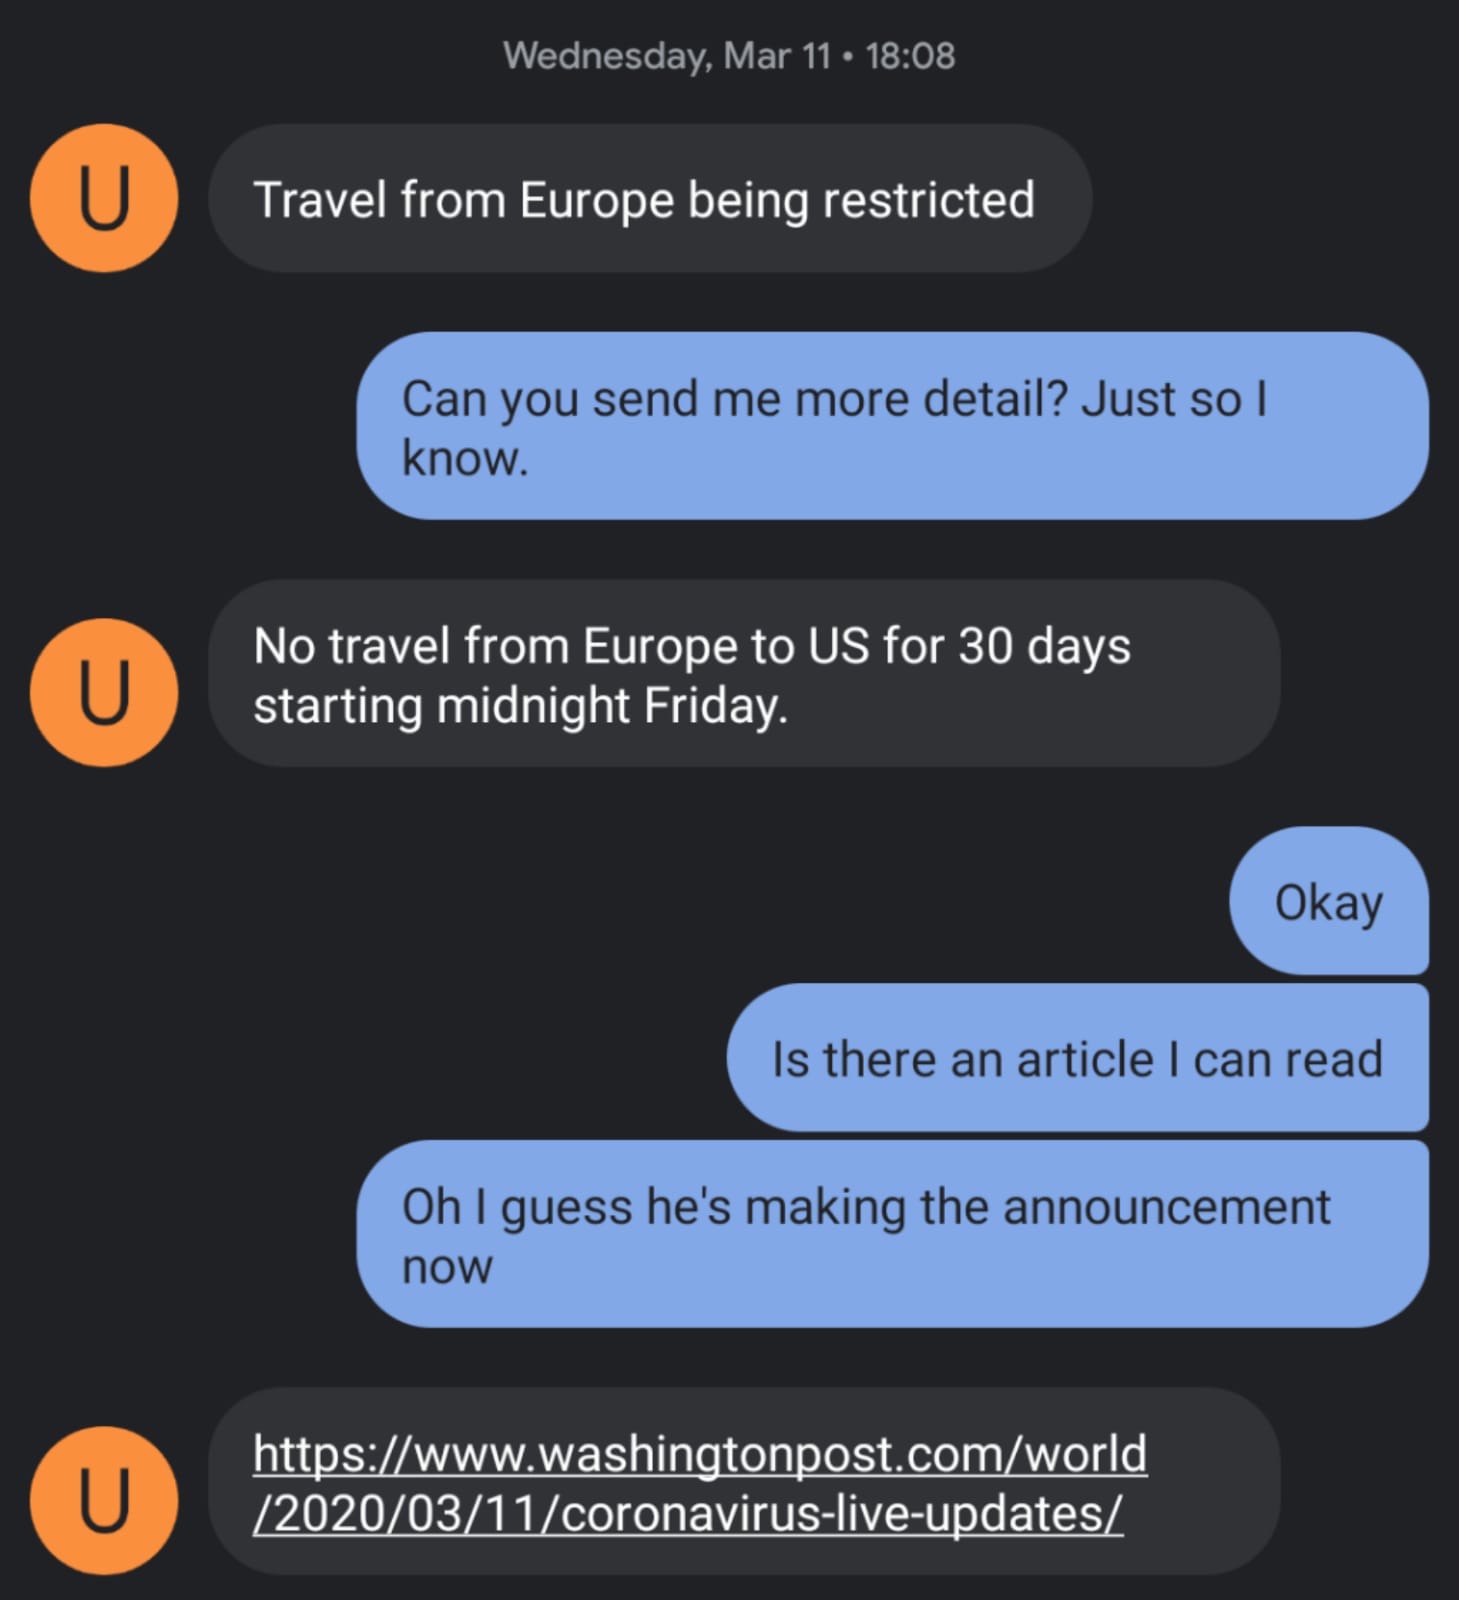 Wednesday, Mar 11 • 18:08
U
Travel from Europe being restricted
Can you send me more detail? Just so I
know.
U
No travel from Europe to US for 30 days
starting midnight Friday.
Okay
Is there an article I can read
Oh I guess he's making the announcement
now
U
https://www.washingtonpost.com/world
/2020/03/11/coronavirus-live-updates/